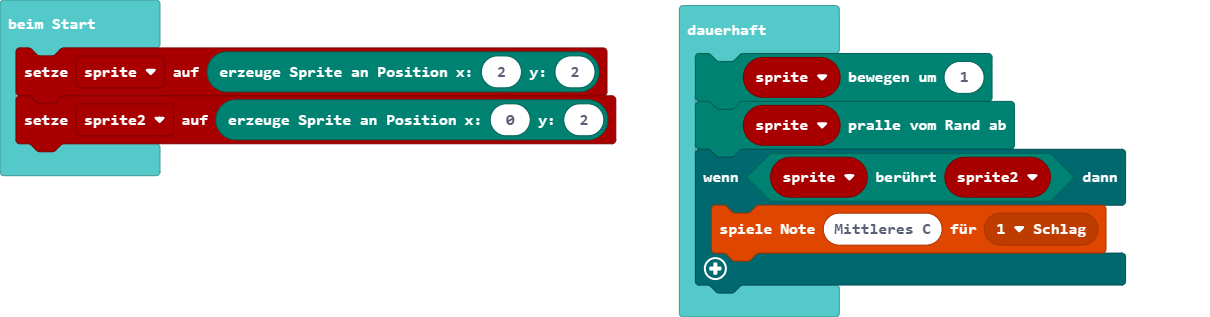 beim Start
setze sprite auf erzeuge Sprite an Position x: 2 y: 2
setze sprite2 auf erzeuge Sprite an Position x: 0 y: 2
dauerhaft
sprite bewegen um 1
sprite pralle vom Rand ab
wenn sprite berührt sprite2 dann
spiele Note Mittleres C für 1 Schlag